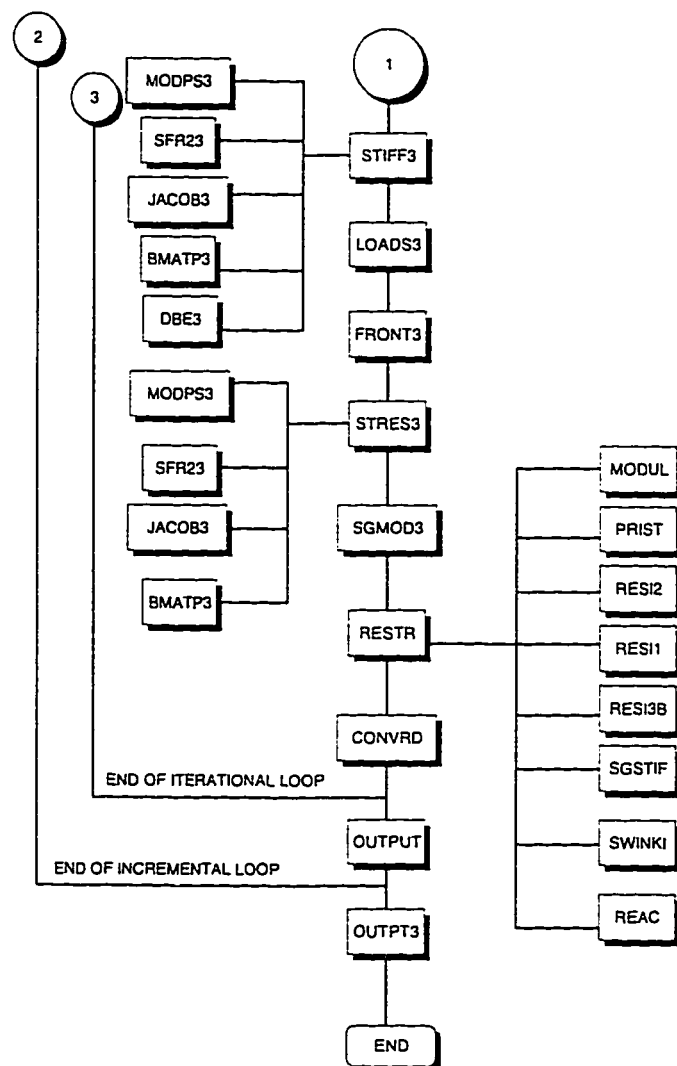 2
1
3
MODPS3
SFR23
STIFF3
JACOB3
LOADS3
BMATP3
DBE3
FRONT3
MODPS3
STRES3
SFR23
MODUL
JACOB3
SGMOD3
PRIST
RESI2
BMATP3
RESTR
RESI1
RESI3B
CONVRD
SGSTIF
END OF ITERATIONAL LOOP
OUTPUT
SWINKI
END OF INCREMENTAL LOOP
REAC
OUTPT3
END